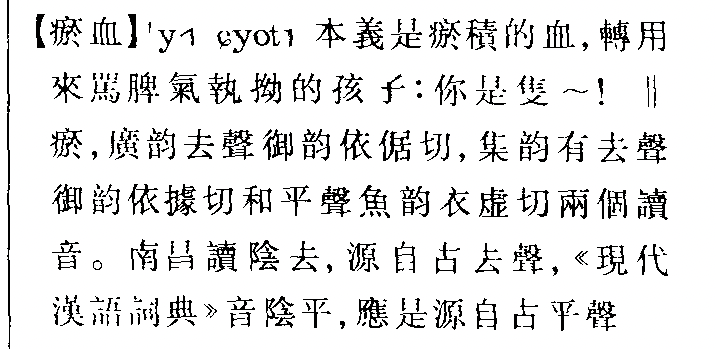 【瘀血】'y˧ ɕyot˥ 本義是瘀積的血,轉用
來駡脾氣執拗的孩子:你是隻～! ‖
瘀,廣韵去聲御韵依倨切,集韵有去聲
御韵依據切和平聲魚韵衣虚切兩個讀
音。南昌讀陰去,源自古去聲,《現代
漢語詞典》音陰平,應是源自古平聲